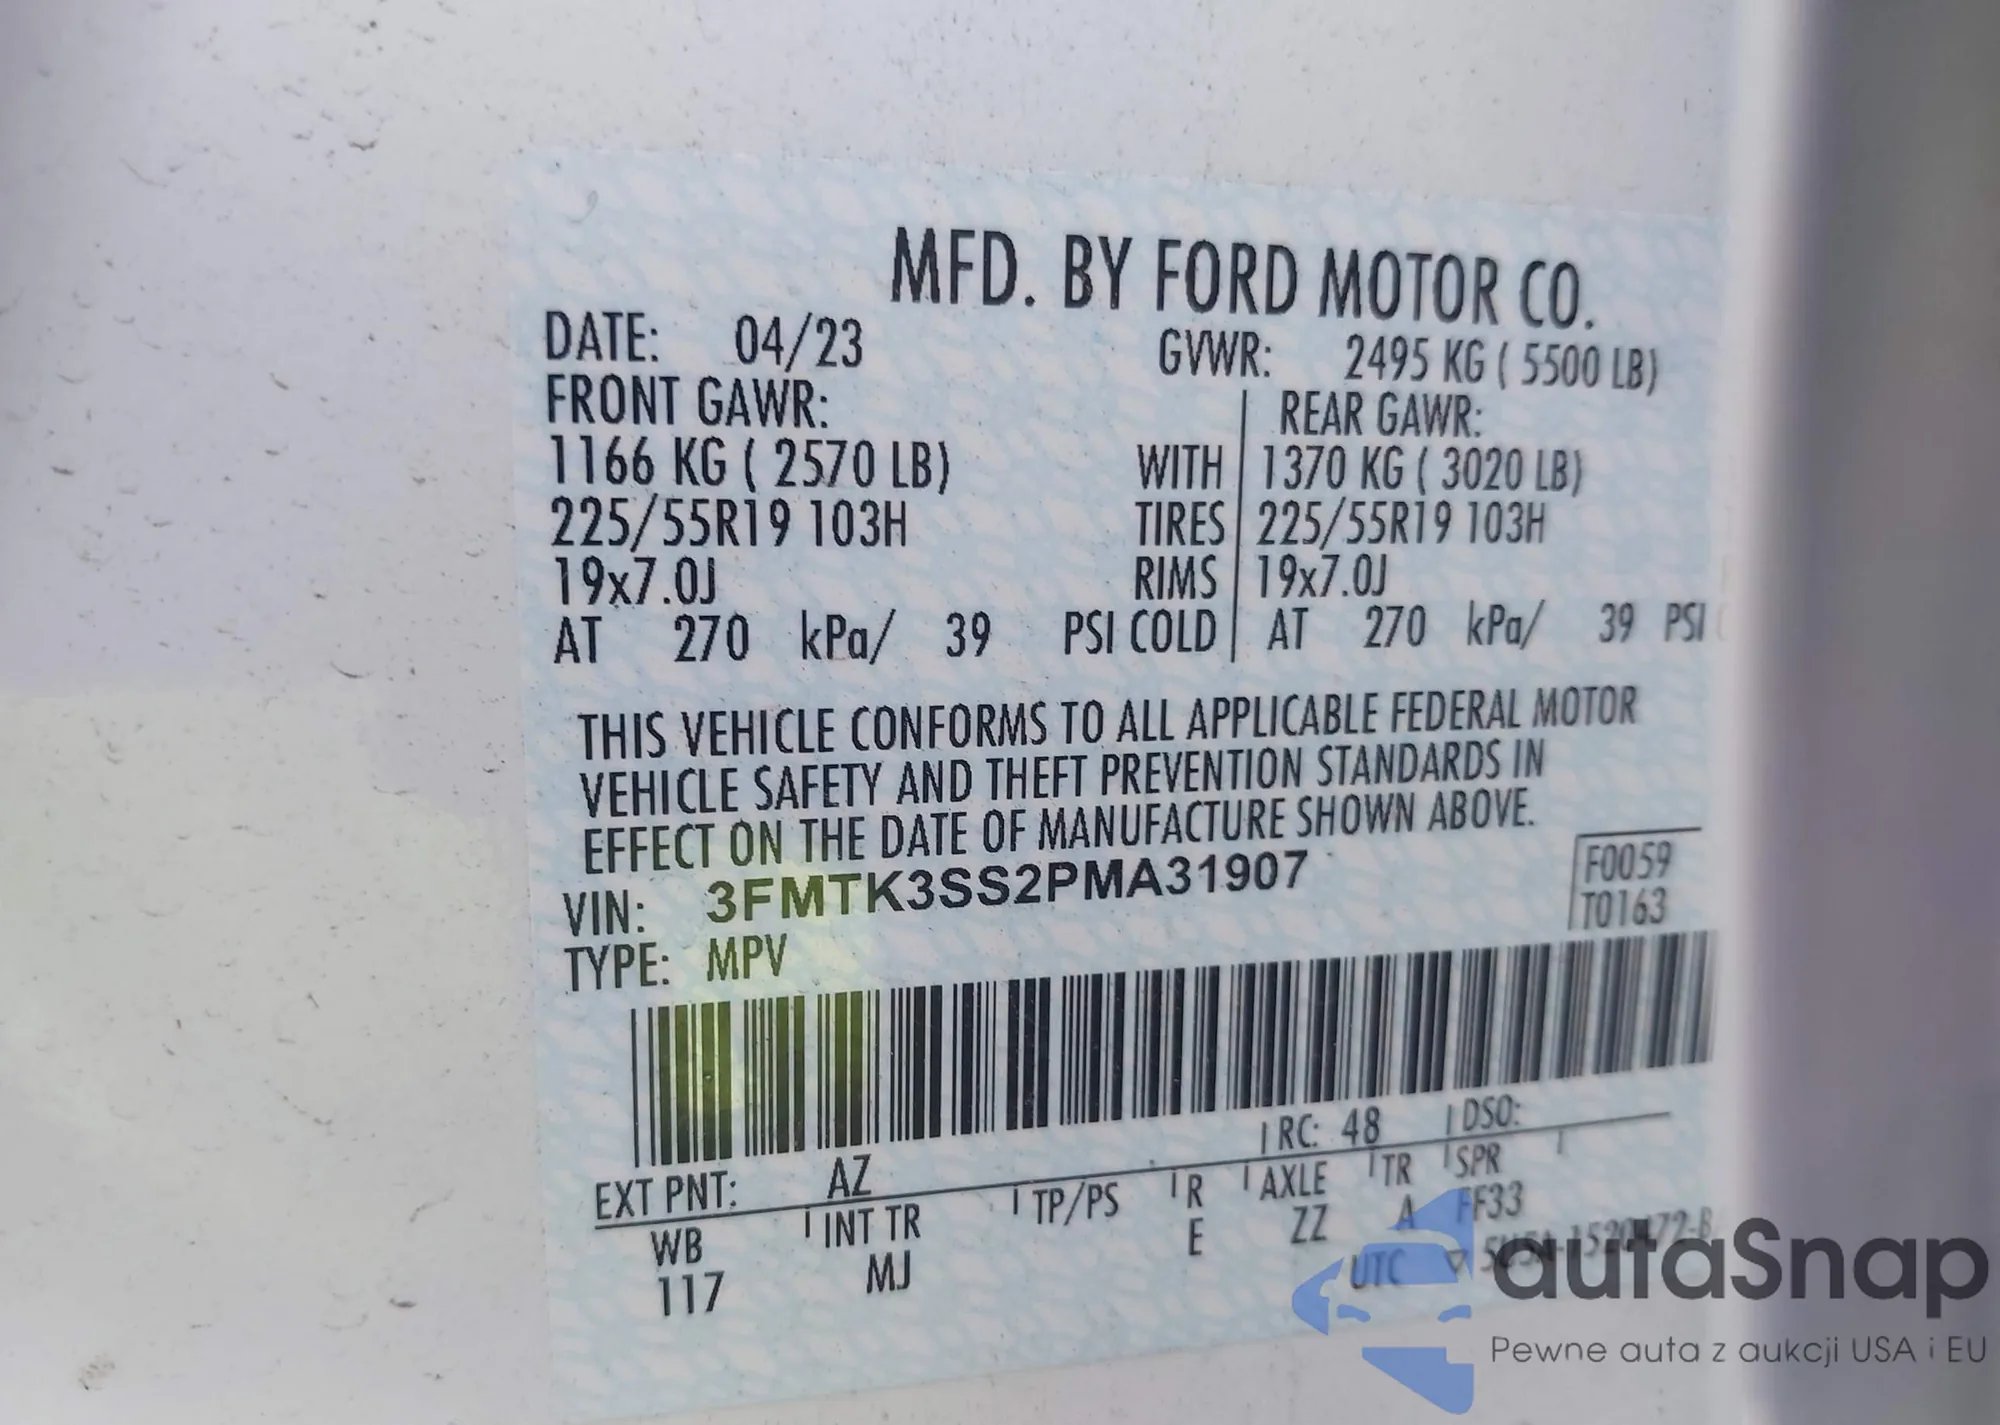 MFD. BY FORD MOTOR CO.
DATE: 04/23 GVWR: 2495 KG ( 5500 LB)
FRONT GAWR: REAR GAWR:
1166 KG ( 2570 LB) WITH 1370 KG ( 3020 LB)
225/55R19 103H TIRES 225/55R19 103H
19x7.0J RIMS 19x7.0J
AT 270 kPa/ 39 PSI COLD AT 270 kPa/ 39 PSI
THIS VEHICLE CONFORMS TO ALL APPLICABLE FEDERAL MOTOR
VEHICLE SAFETY AND THEFT PREVENTION STANDARDS IN
EFFECT ON THE DATE OF MANUFACTURE SHOWN ABOVE.
VIN: 3FMTK3SS2PMA31907
F0059
T0163
TYPE: MPV
RC: 48 DSO:
EXT PNT: AZ
WB INT TR TP/PS R AXLE TR SPR
117 MJ E ZZ A FF33
UTC
autaSnap
Pewne auta z aukcji USA i EU